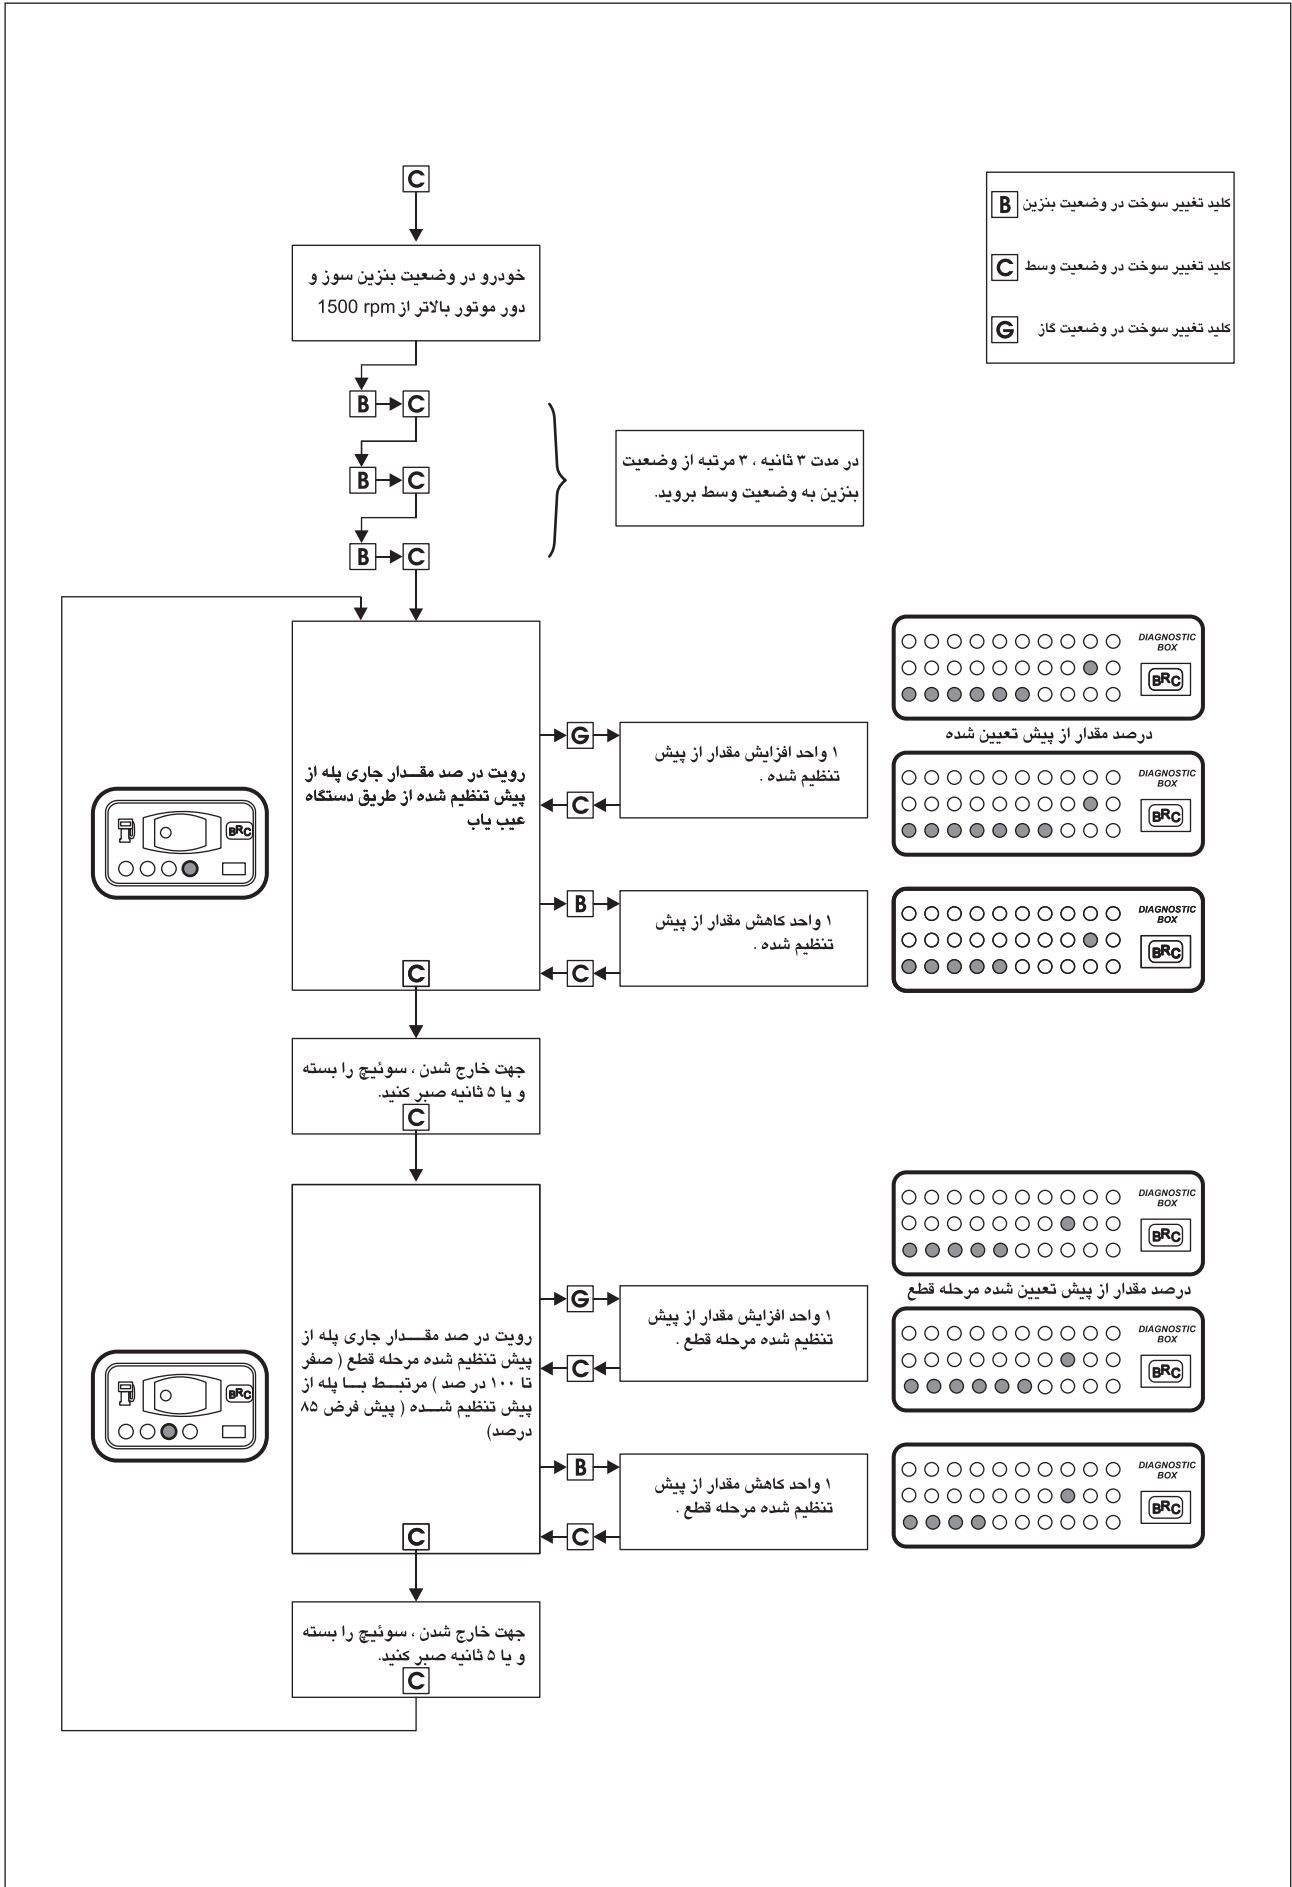 C
کلید تغییر سوخت در وضعیت بنزین B
کلید تغییر سوخت در وضعیت وسط C
کلید تغییر سوخت در وضعیت گاز G
خودرو در وضعیت بنزین سوز و
دور موتور بالاتر از 1500 rpm
B C
B C
B C
در مدت ۳ ثانیه ، ۳ مرتبه از وضعیت
بنزین به وضعیت وسط بروید.
رویت در صد مقــدار جاری پله از
پیش تنظیم شده از طریق دستگاه
عیب یاب
C
G
۱ واحد افزایش مقدار از پیش
تنظیم شده .
C
B
۱ واحد کاهش مقدار از پیش
تنظیم شده .
C
DIAGNOSTIC
BOX
BRC
درصد مقدار از پیش تعیین شده
DIAGNOSTIC
BOX
BRC
DIAGNOSTIC
BOX
BRC
BRC
جهت خارج شدن ، سوئیچ را بسته
و یا ۵ ثانیه صبر کنید.
C
رویت در صد مقــدار جاری پله از
پیش تنظیم شده مرحله قطع ( صفر
تا ۱۰۰ در صد ) مرتبــط بــا پله از
پیش تنظیم شــده ( پیش فرض ۸۵
درصد)
C
G
۱ واحد افزایش مقدار از پیش
تنظیم شده مرحله قطع .
C
B
۱ واحد کاهش مقدار از پیش
تنظیم شده مرحله قطع .
C
DIAGNOSTIC
BOX
BRC
درصد مقدار از پیش تعیین شده مرحله قطع
DIAGNOSTIC
BOX
BRC
DIAGNOSTIC
BOX
BRC
BRC
جهت خارج شدن ، سوئیچ را بسته
و یا ۵ ثانیه صبر کنید.
C